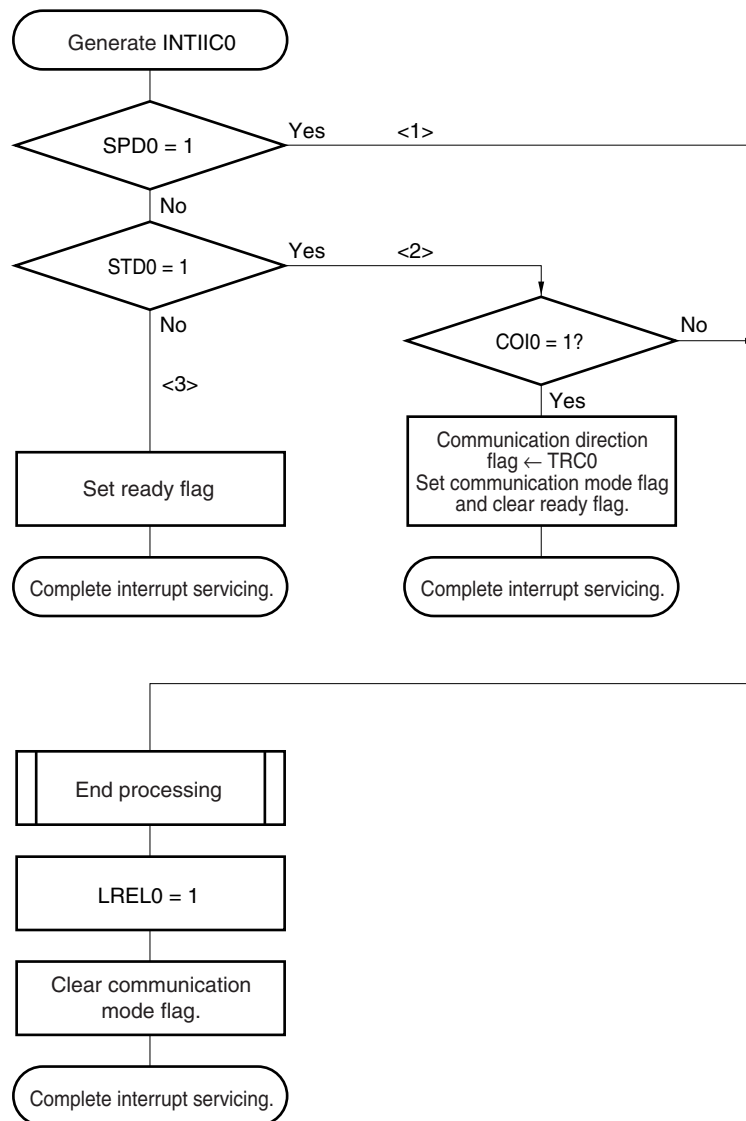 Generate INTIIC0
SPD0 = 1
Yes
<1>
No
STD0 = 1
Yes
<2>
No
COI0 = 1?
No
<3>
Yes
Set ready flag
Communication direction
flag ← TRC0
Set communication mode flag
and clear ready flag.
Complete interrupt servicing.
Complete interrupt servicing.
End processing
LREL0 = 1
Clear communication
mode flag.
Complete interrupt servicing.